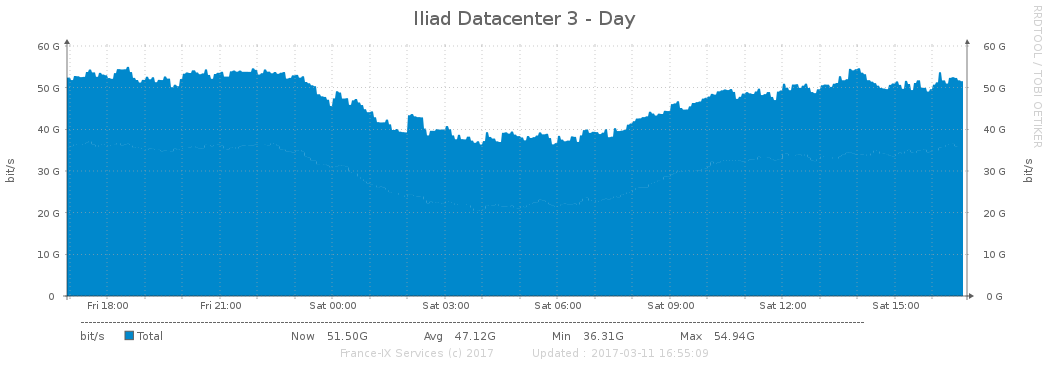 Iliad Datacenter 3 - Day
RRDTOOL / TOBI OETIKER
60 G 60 G
50 G 50 G
40 G 40 G
30 G 30 G
20 G 20 G
10 G 10 G
0 0 G
bit/s bit/s
Fri 18:00 Fri 21:00 Sat 00:00 Sat 03:00 Sat 06:00 Sat 09:00 Sat 12:00 Sat 15:00
bit/s Total Now 51.50G Avg 47.12G Min 36.31G Max 54.94G
France-IX Services (c) 2017 Updated : 2017-03-11 16:55:09